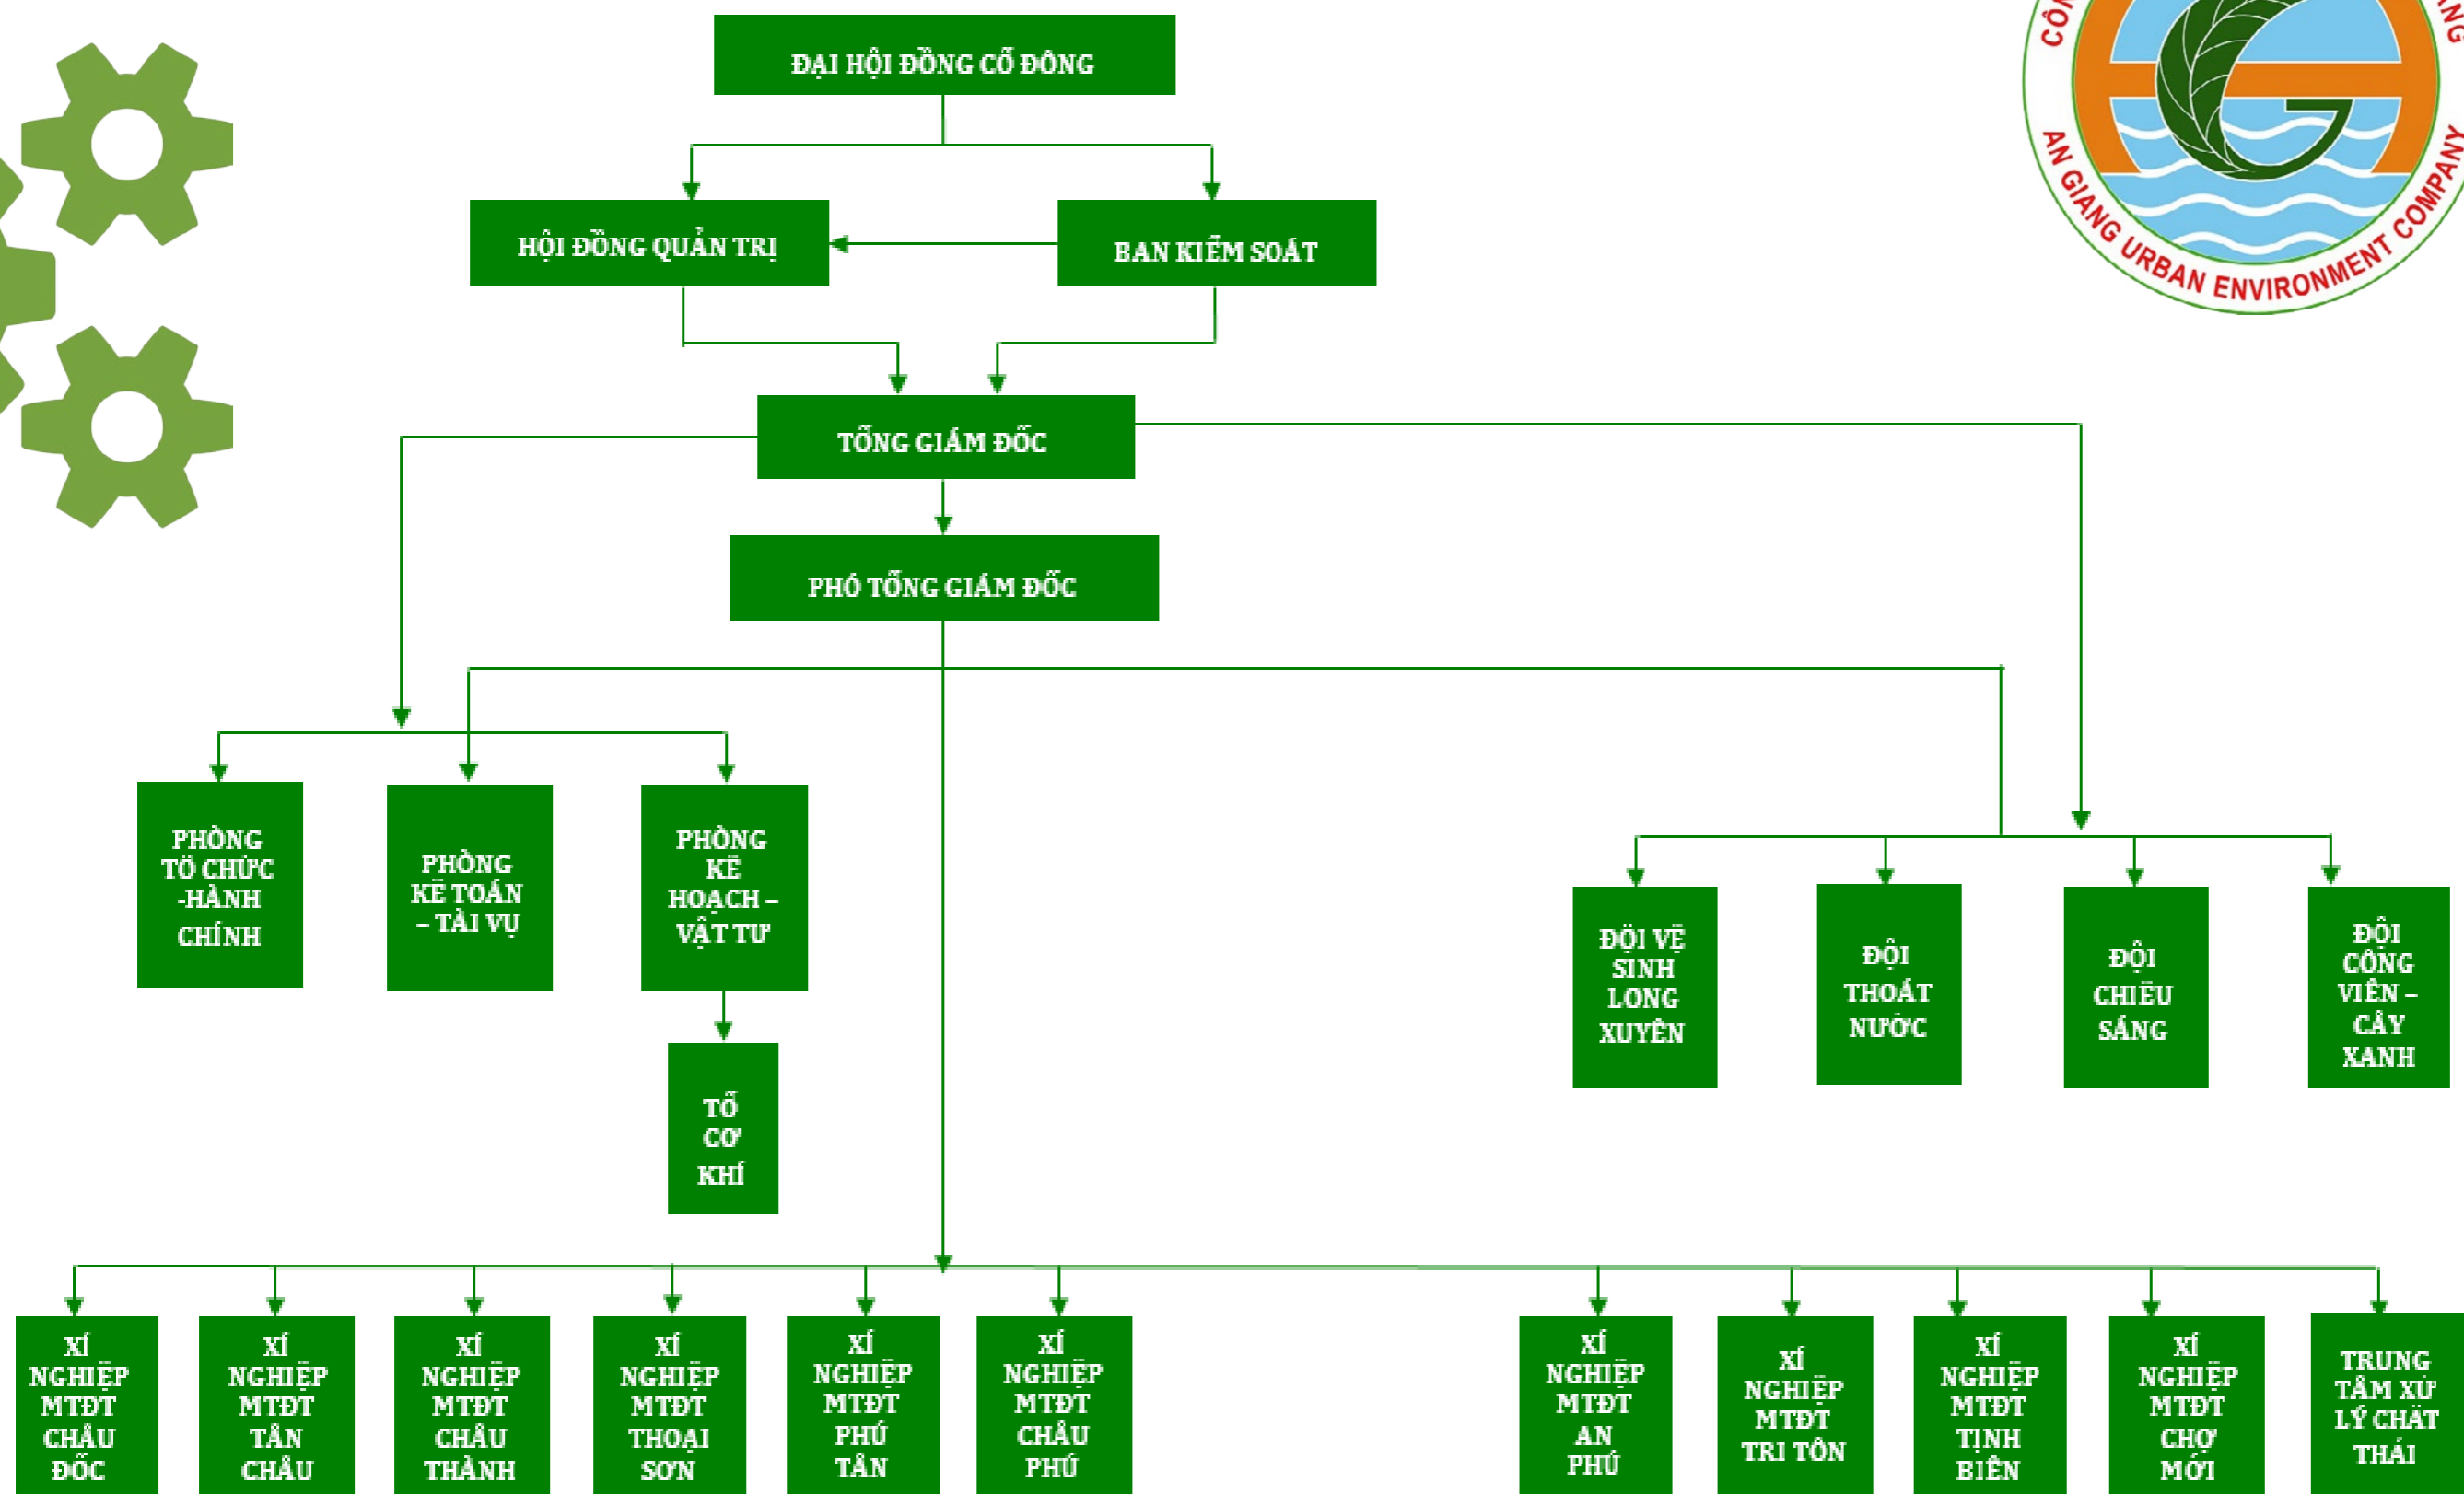 ĐẠI HỘI ĐỒNG CỔ ĐÔNG
AN GIANG URBAN ENVIRONMENT COMPANY
HỘI ĐỒNG QUẢN TRỊ
BAN KIỂM SOÁT
TỔNG GIÁM ĐỐC
PHÓ TỔNG GIÁM ĐỐC
PHÒNG
TỔ CHỨC
-HÀNH
CHÍNH
PHÒNG
KẾ TOÁN
– TÀI VỤ
PHÒNG
KẾ
HOẠCH –
VẬT TƯ
ĐỘI VỆ
SINH
LONG
XUYÊN
ĐỘI
THOÁT
NƯỚC
ĐỘI
CHIẾU
SÁNG
ĐỘI
CÔNG
VIÊN –
CÂY
XANH
TỔ
CƠ
KHÍ
XÍ
NGHIỆP
MTĐT
CHÂU
ĐỐC
XÍ
NGHIỆP
MTĐT
TÂN
CHÂU
XÍ
NGHIỆP
MTĐT
CHÂU
THÀNH
XÍ
NGHIỆP
MTĐT
THOẠI
SƠN
XÍ
NGHIỆP
MTĐT
PHÚ
TÂN
XÍ
NGHIỆP
MTĐT
CHÂU
PHÚ
XÍ
NGHIỆP
MTĐT
AN
PHÚ
XÍ
NGHIỆP
MTĐT
TRI TÔN
XÍ
NGHIỆP
MTĐT
TỊNH
BIÊN
XÍ
NGHIỆP
MTĐT
CHỢ
MỚI
TRUNG
TÂM XỬ
LÝ CHẤT
THẢI